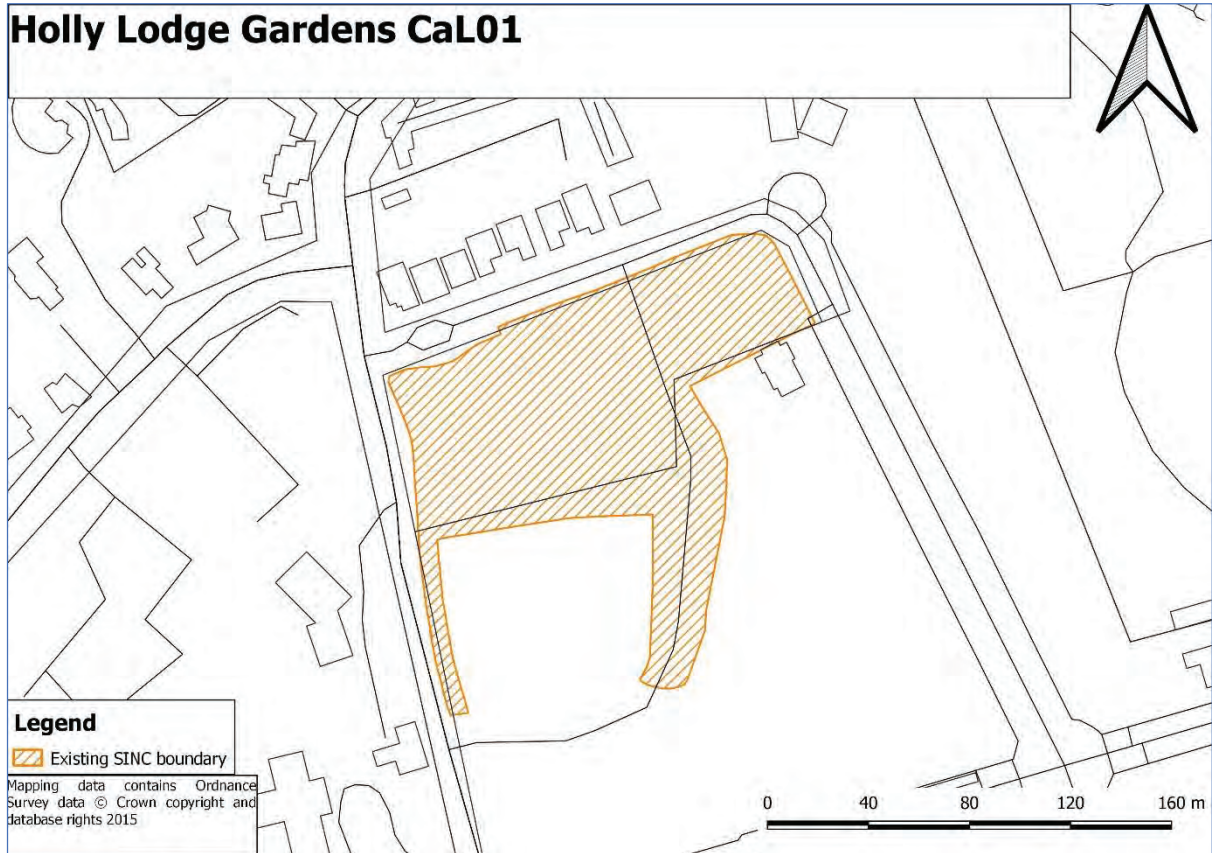 Holly Lodge Gardens CaL01
Legend
Existing SINC boundary
Mapping data contains Ordnance
Survey data © Crown copyright and
database rights 2015
0 40 80 120 160 m